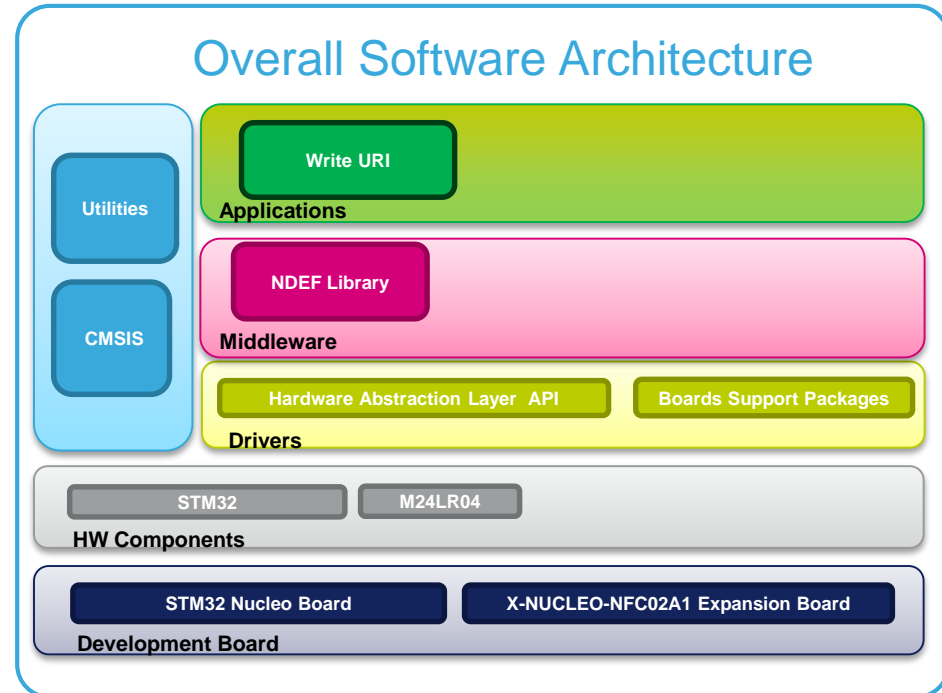 Overall Software Architecture
Utilities
CMSIS
Write URI
Applications
NDEF Library
Middleware
Hardware Abstraction Layer API
Boards Support Packages
Drivers
STM32
M24LR04
HW Components
STM32 Nucleo Board
X-NUCLEO-NFC02A1 Expansion Board
Development Board